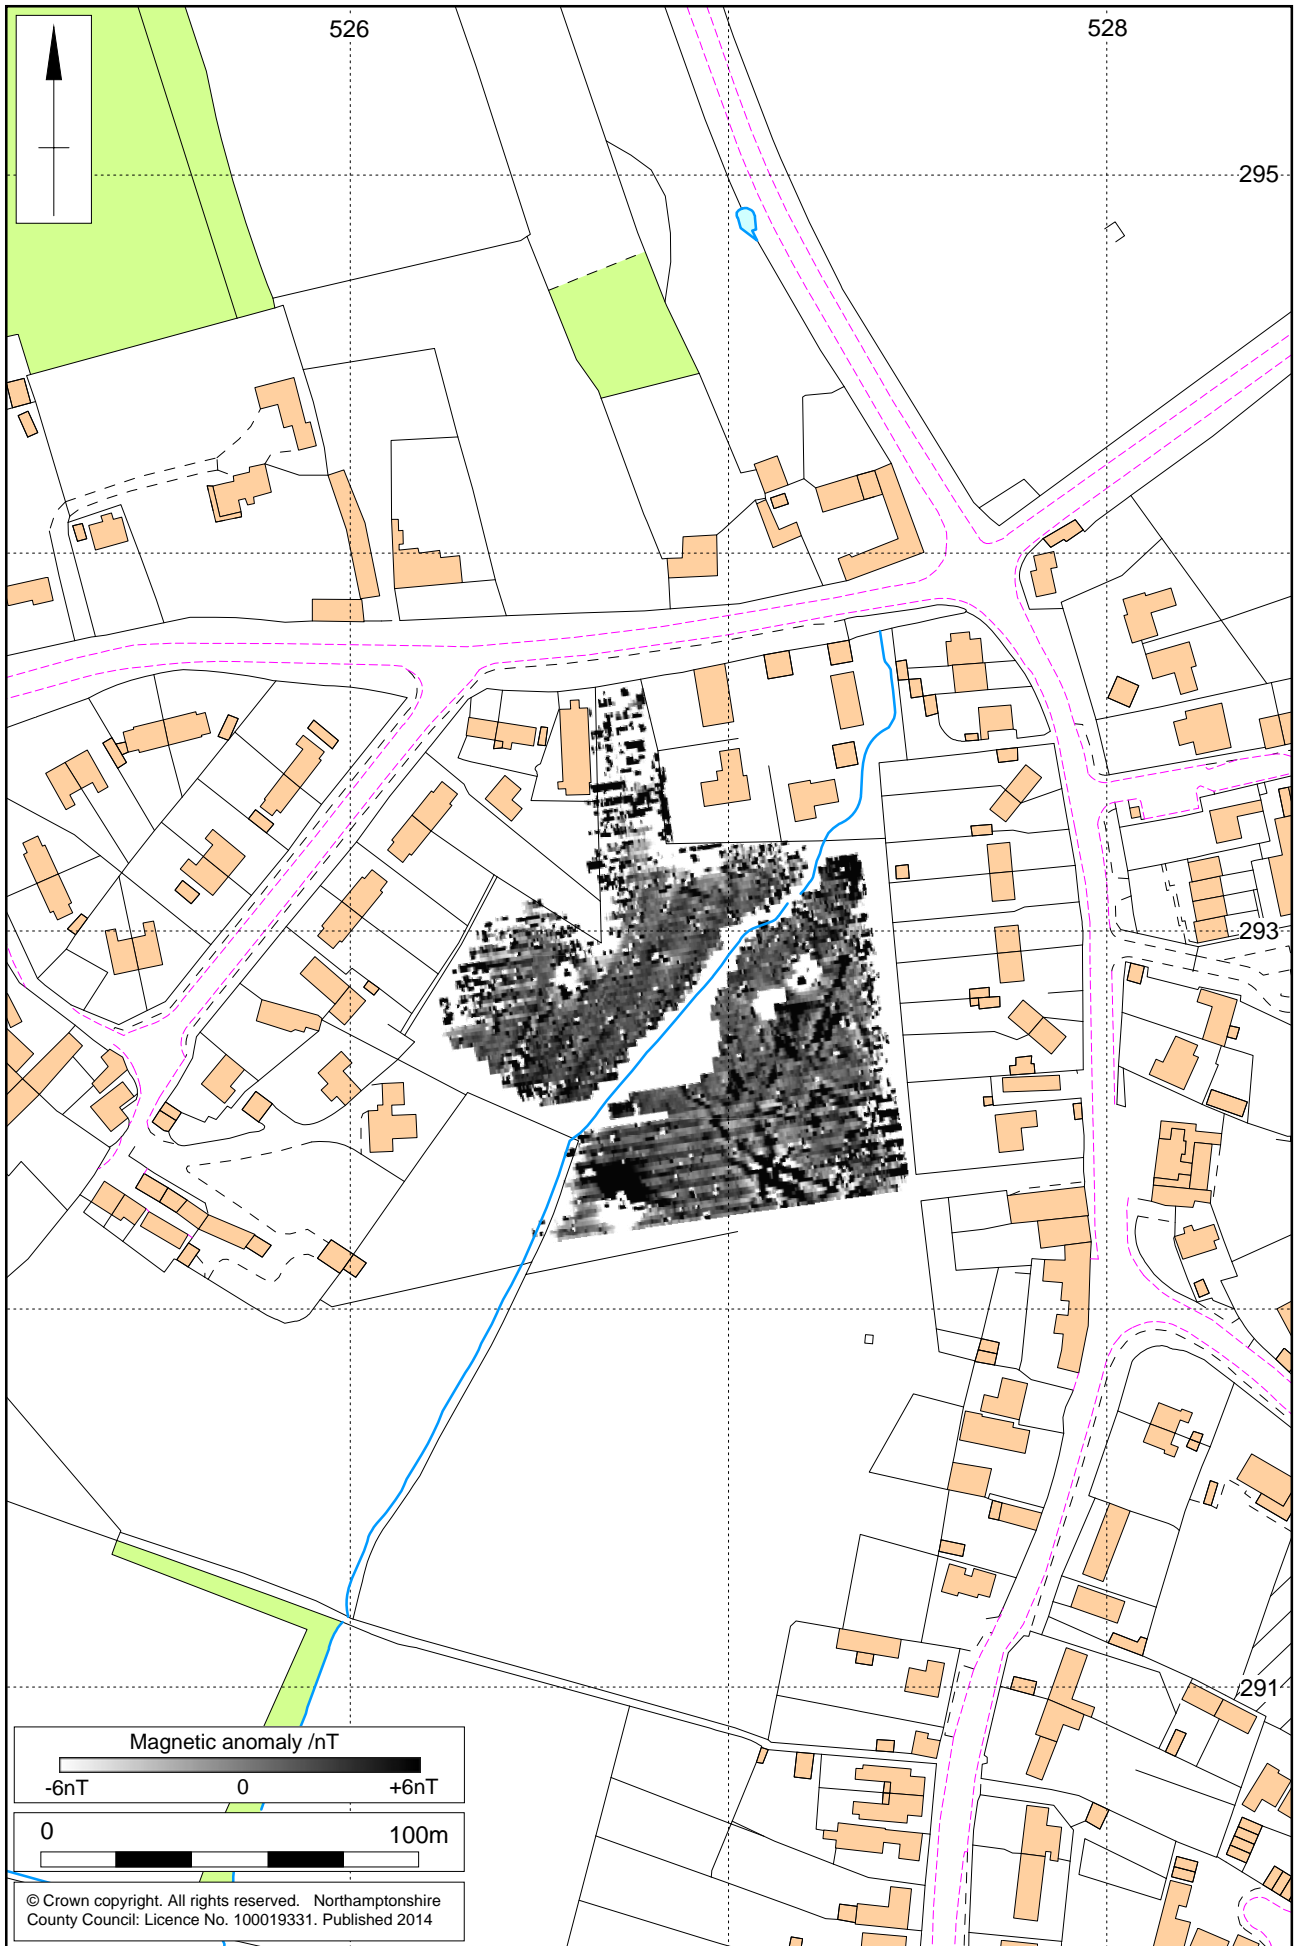 526
528
295
293
291
Magnetic anomaly /nT
-6nT 0 +6nT
0 100m
© Crown copyright. All rights reserved. Northamptonshire
County Council: Licence No. 100019331. Published 2014